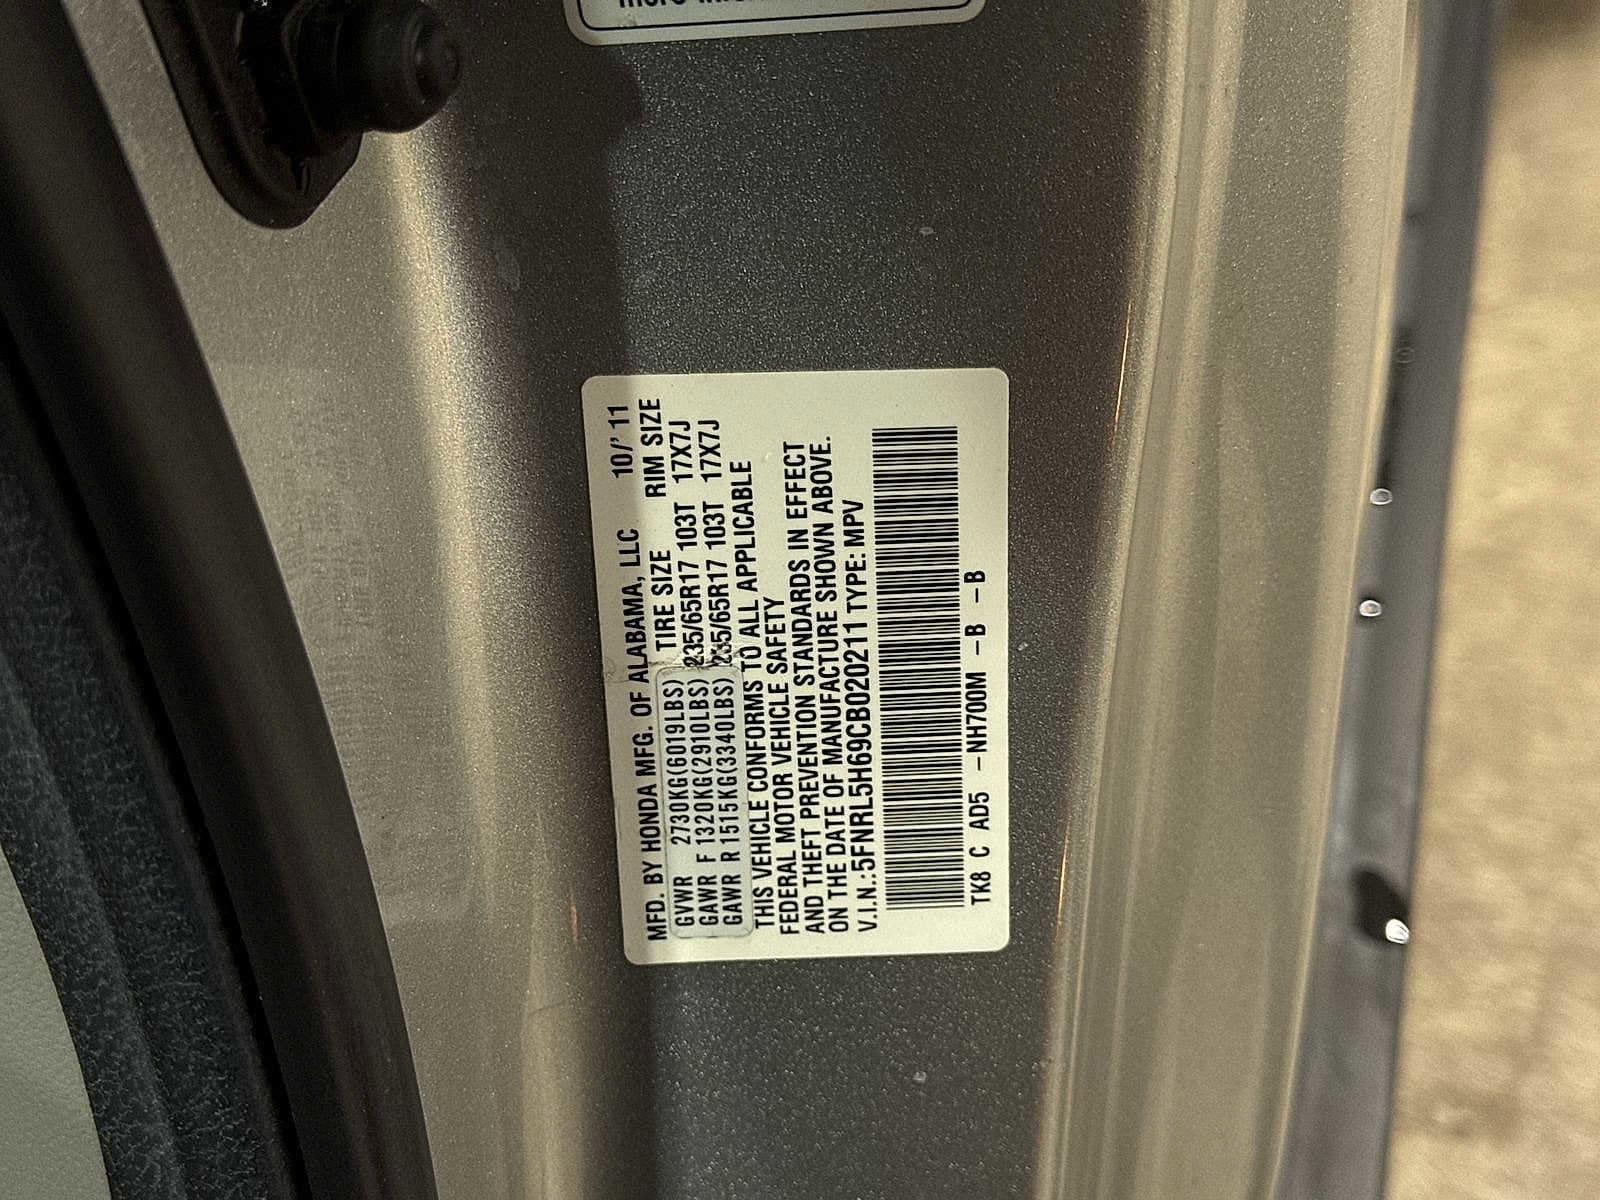 MFD. BY HONDA MFG. OF ALABAMA, LLC 10/'11
TIRE SIZE RIM SIZE
GVWR 2730KG(6019LBS)
GAWR F 1320KG(2910LBS) 235/65R17 103T 17X7J
GAWR R 1515KG(3340LBS) 235/65R17 103T 17X7J
THIS VEHICLE CONFORMS TO ALL APPLICABLE
FEDERAL MOTOR VEHICLE SAFETY
AND THEFT PREVENTION STANDARDS IN EFFECT
ON THE DATE OF MANUFACTURE SHOWN ABOVE.
V.I.N.:5FNRL5H69CB020211 TYPE: MPV
TK8 C AD5 -NH700M -B -B